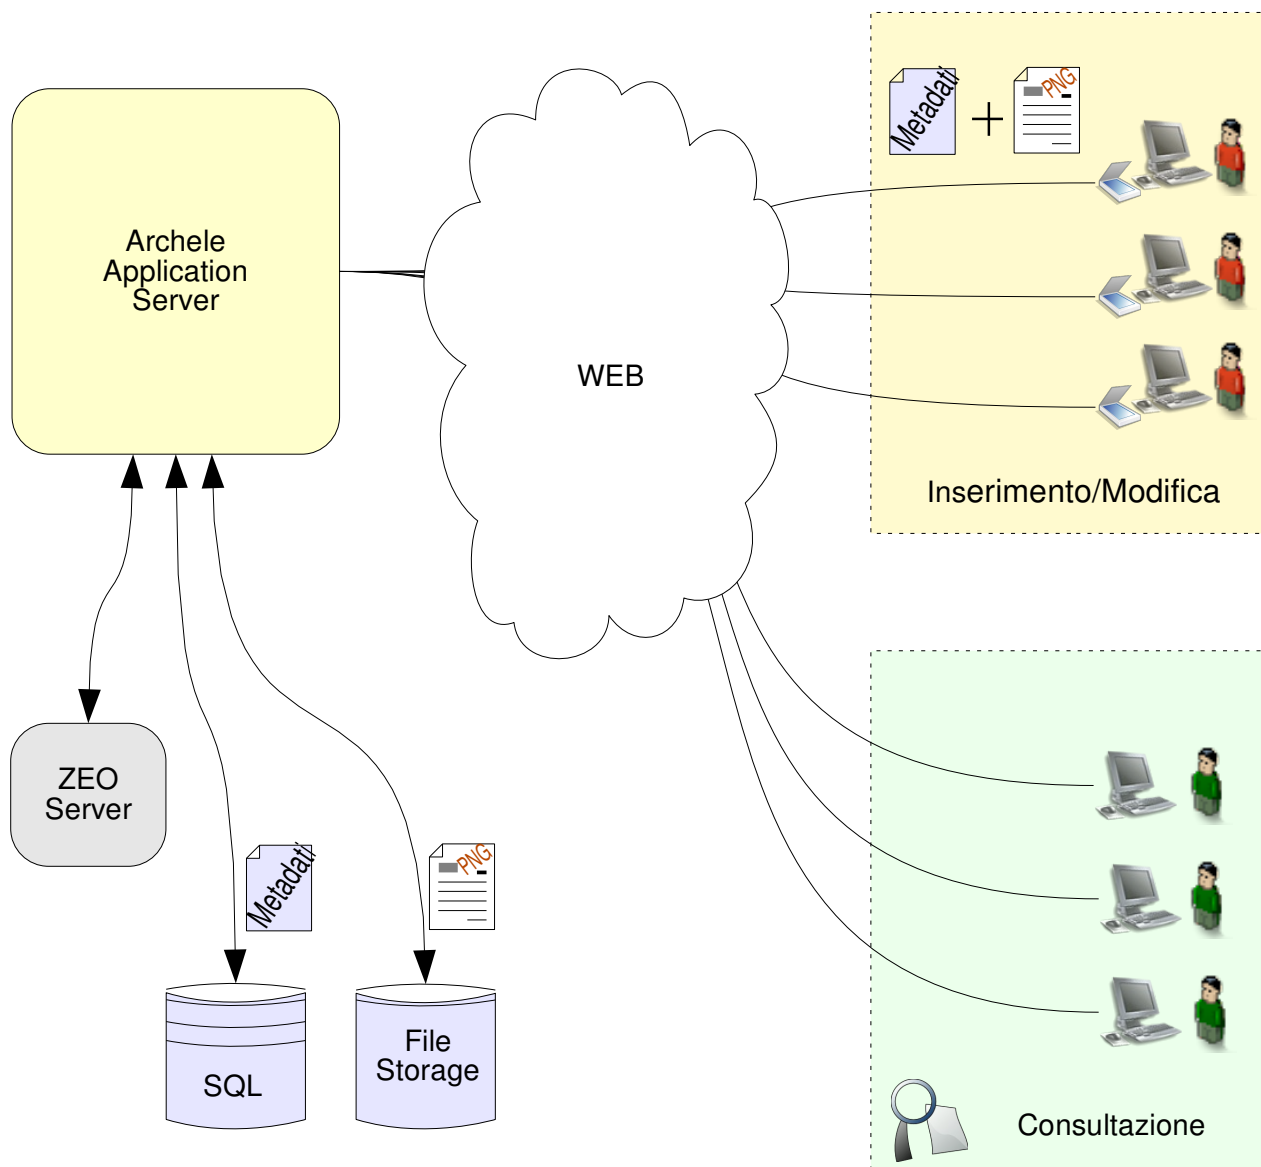 Metadati
PNG
Archele
Application
Server
WEB
Inserimento/Modifica
ZEO
Server
Metadati
PNG
SQL
File
Storage
Consultazione